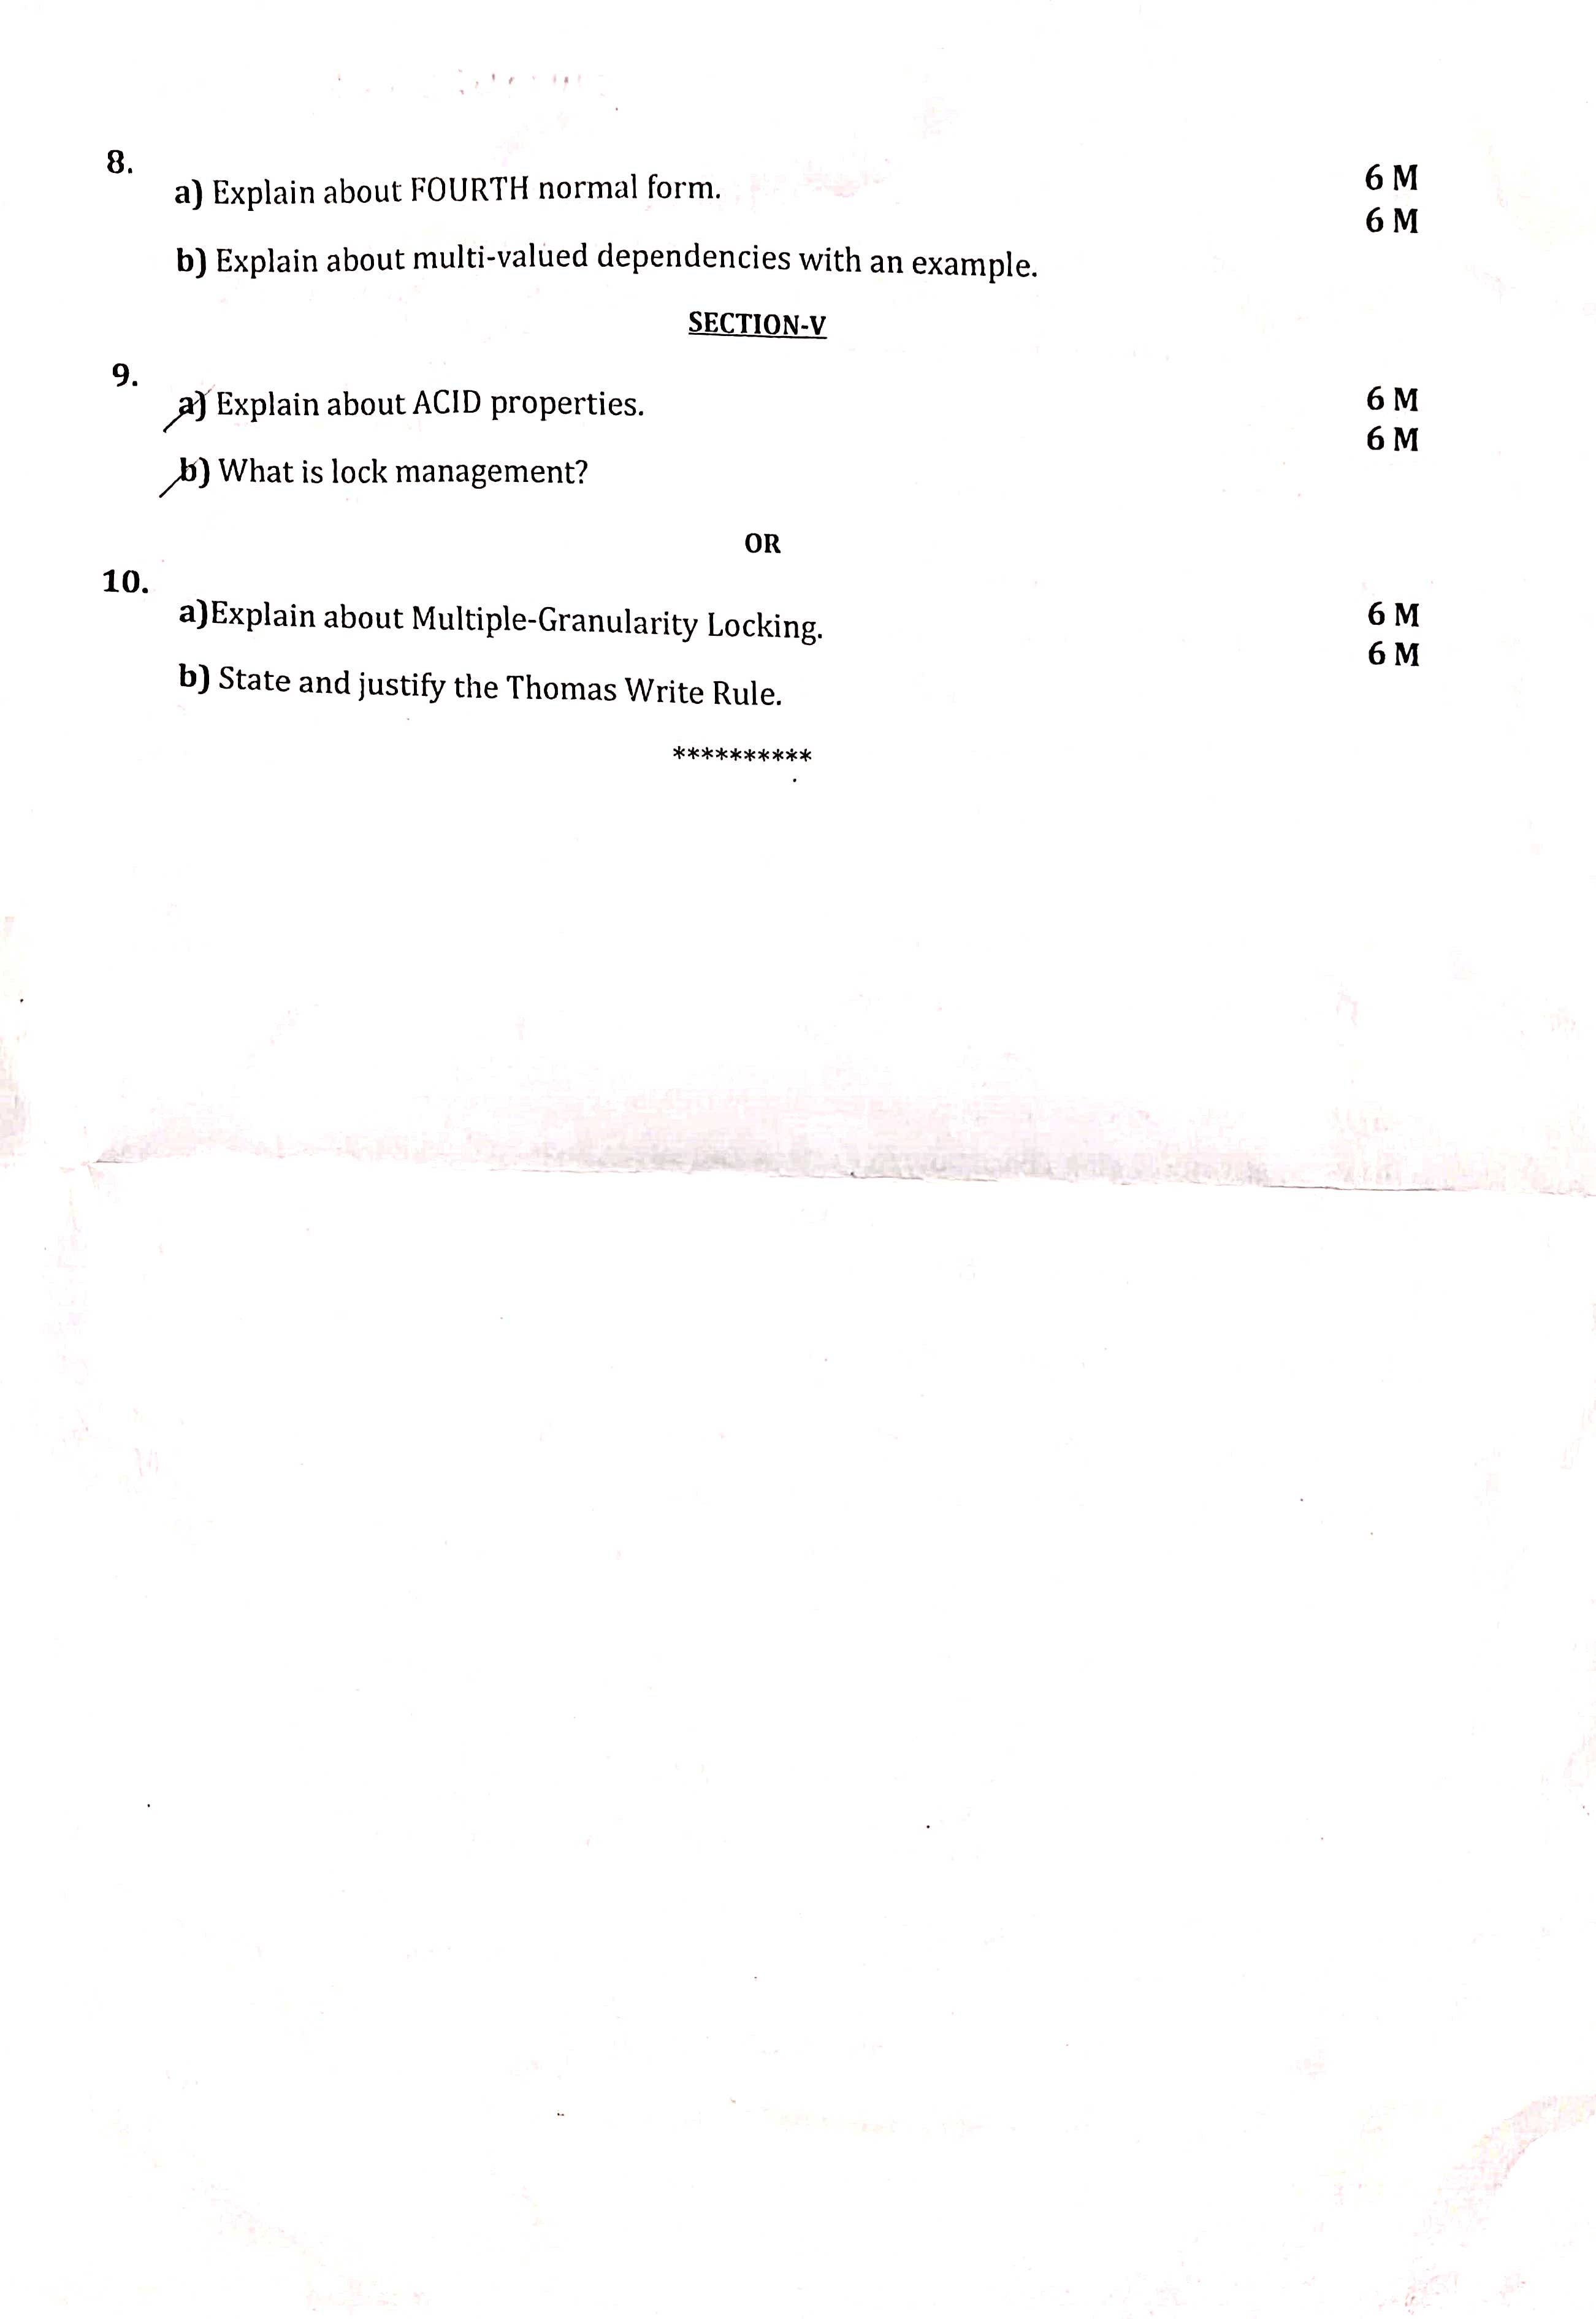 8.
a) Explain about FOURTH normal form. 6 M
6 M
b) Explain about multi-valued dependencies with an example.
SECTION-V
9.
a) Explain about ACID properties. 6 M
6 M
b) What is lock management?
OR
10.
a)Explain about Multiple-Granularity Locking. 6 M
6 M
b) State and justify the Thomas Write Rule.
**********